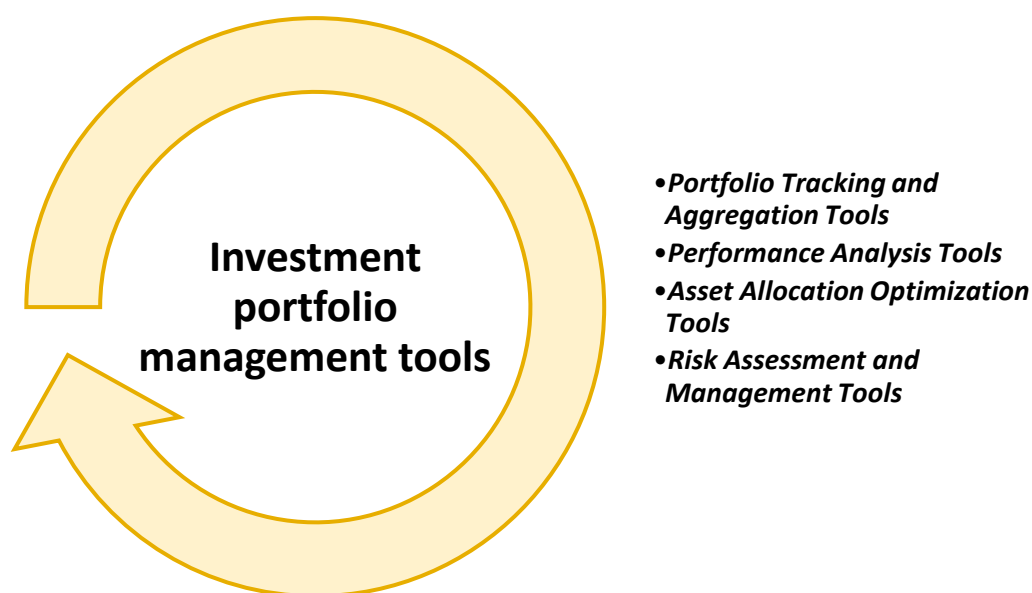 Investment
portfolio
management tools
•Portfolio Tracking and
Aggregation Tools
•Performance Analysis Tools
•Asset Allocation Optimization
Tools
•Risk Assessment and
Management Tools